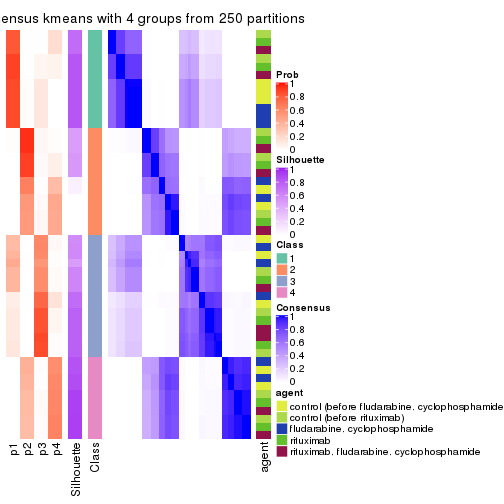 ensus kmeans with 4 groups from 250 partitions
Prob
1
0.8
0.6
0.4
0.2
0
Silhouette
1
0.8
0.6
0.4
0.2
0
Class
1
2
3
4
Consensus
1
0.8
0.6
0.4
0.2
0
agent
control (before fludarabine. cyclophosphamide
control (before rituximab)
fludarabine. cyclophosphamide
rituximab
rituximab. fludarabine. cyclophosphamide
p1
p2
p3
p4
Silhouette
Class
agent